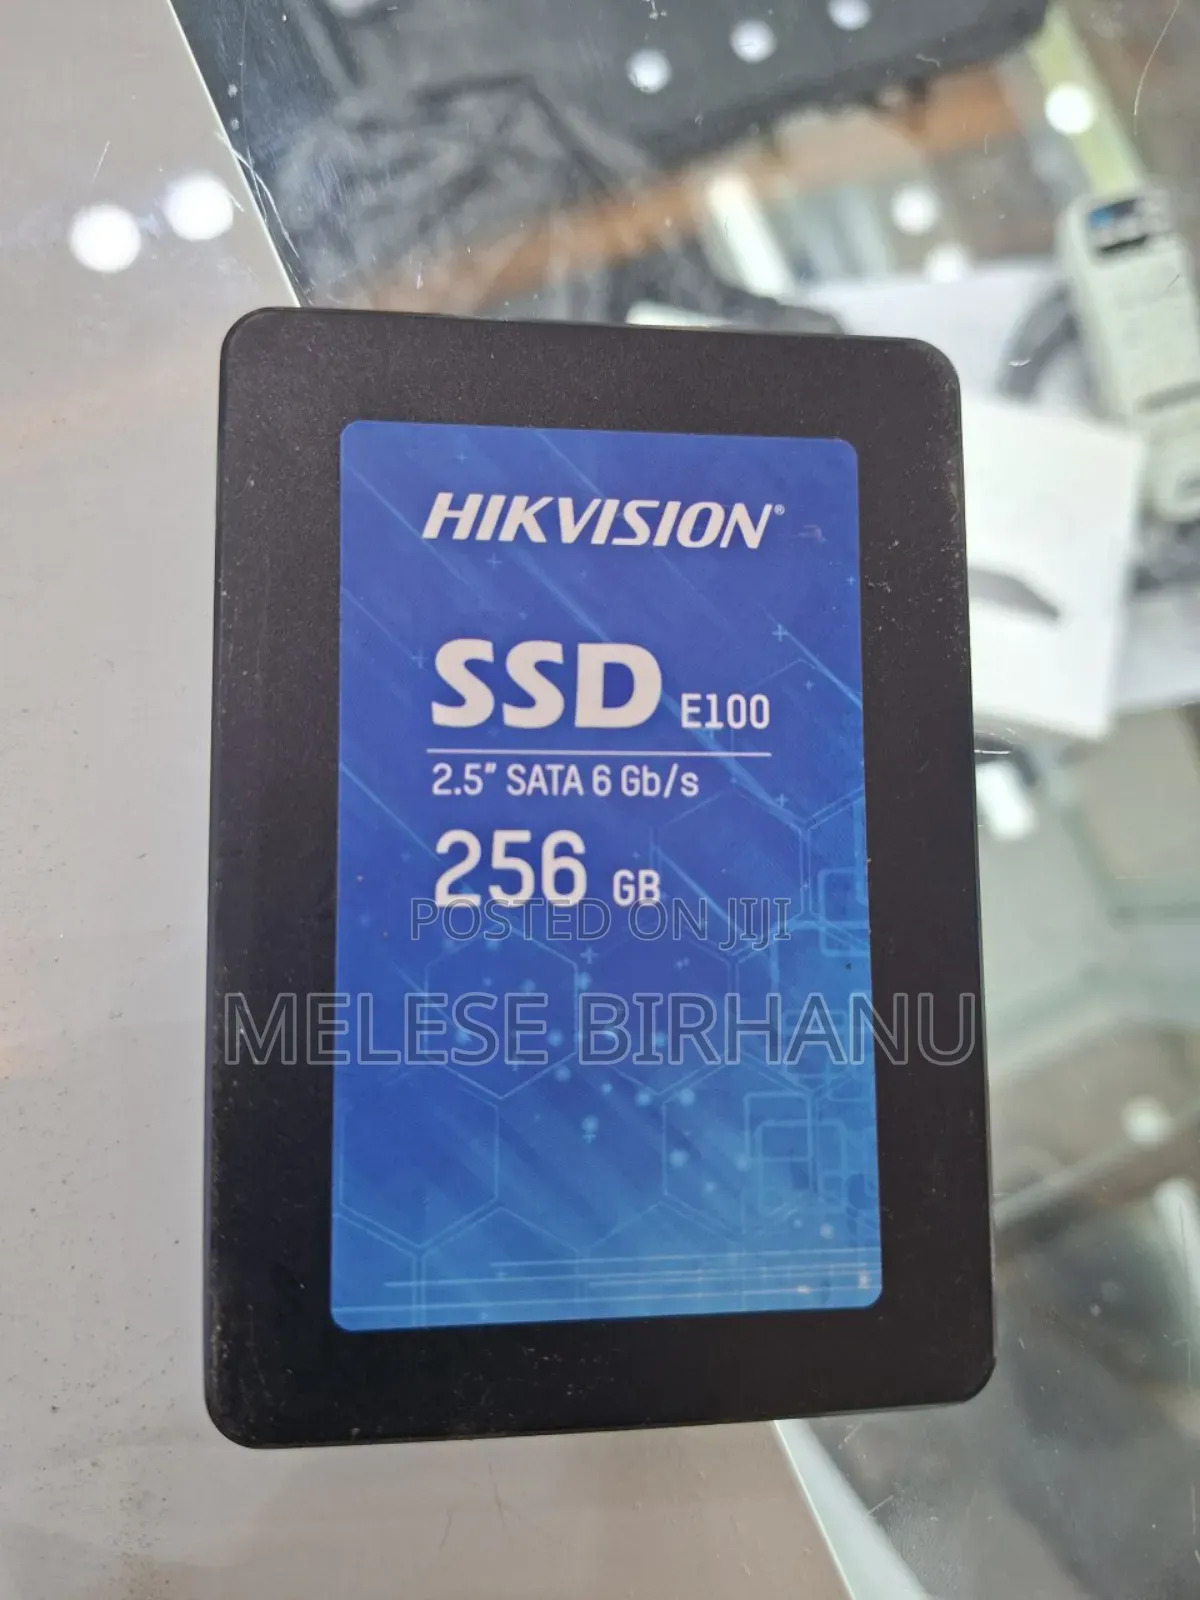 HIKVISION®
SSD E100
2.5" SATA 6 Gb/s
256 GB
POSTED ON JIJI
MELESE BIRHANU